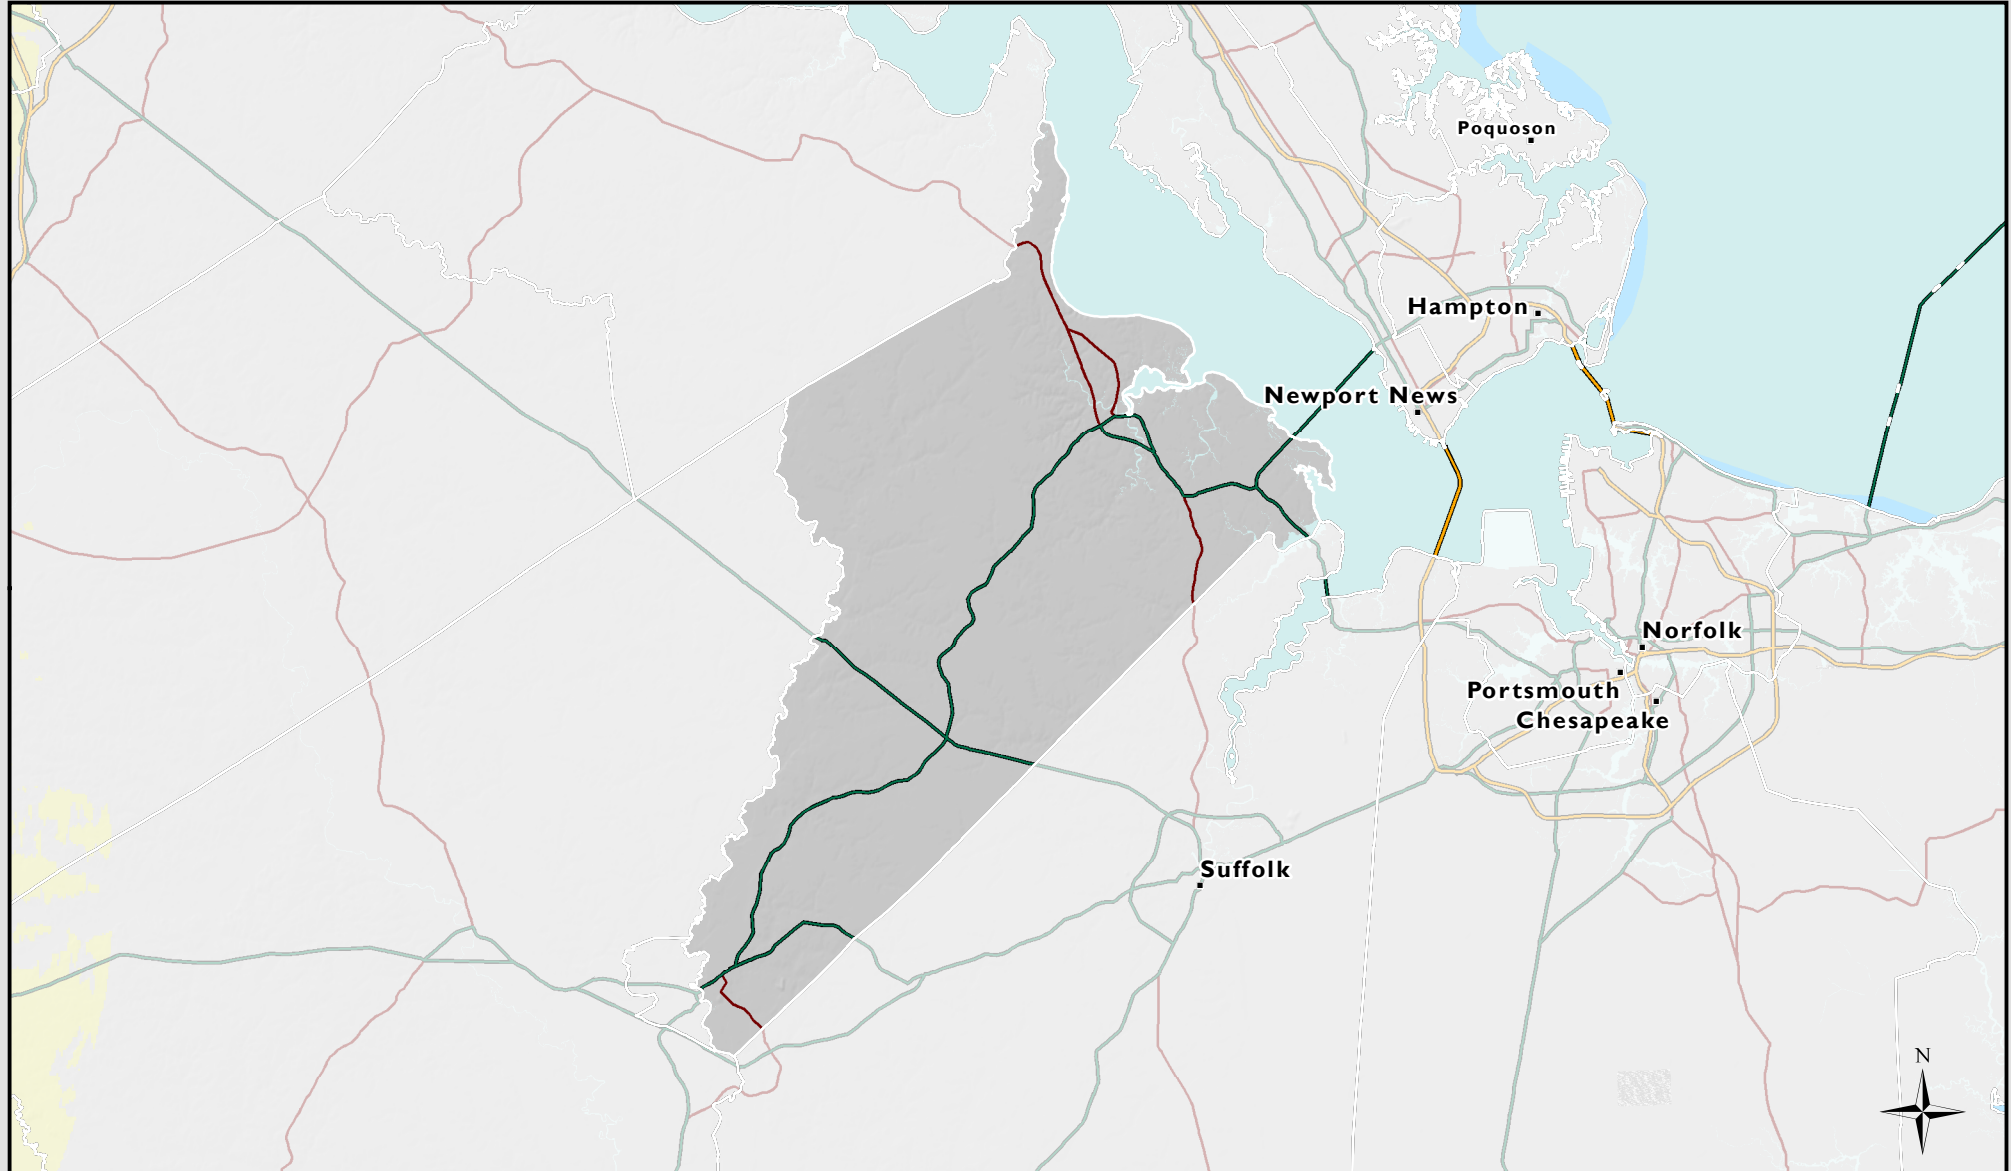 Poquoson
Hampton
Newport News
Norfolk
Portsmouth
Chesapeake
Suffolk
N